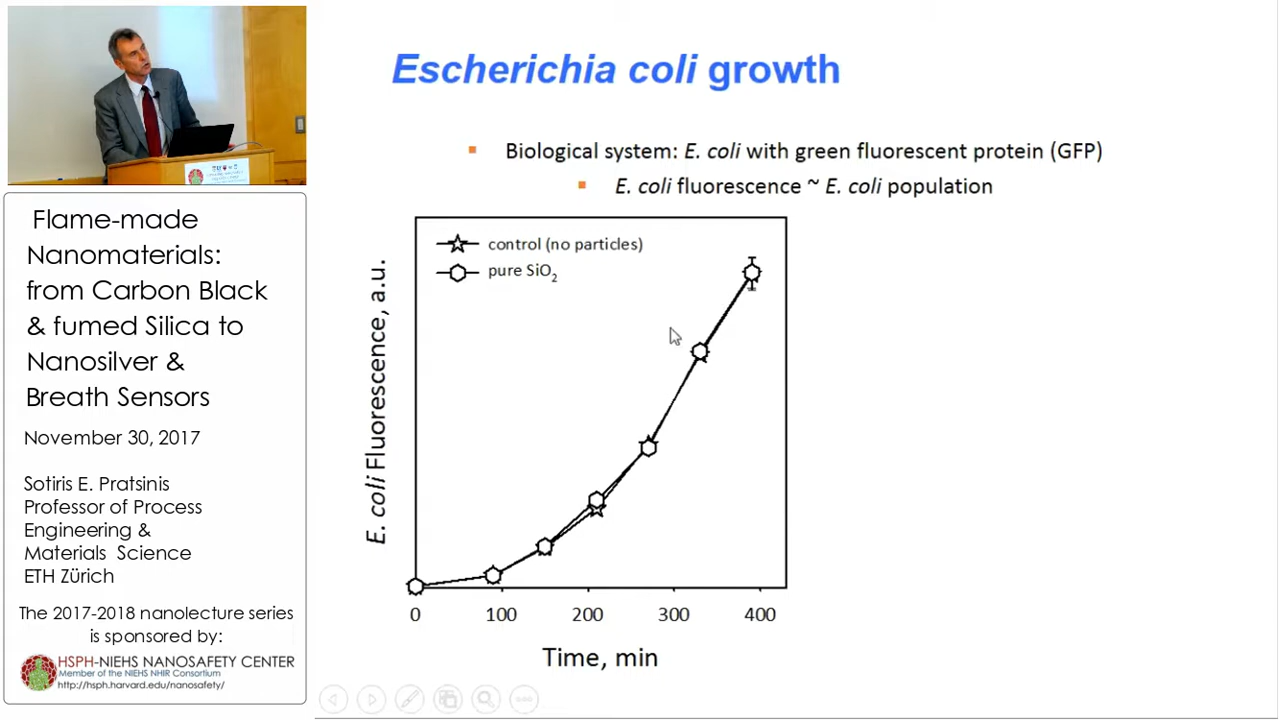 Escherichia coli growth
Biological system: E. coli with green fluorescent protein (GFP)
E. coli fluorescence ~ E. coli population
control (no particles)
pure SiO2
E. coli Fluorescence, a.u.
0 100 200 300 400
Time, min
Flame-made
Nanomaterials:
from Carbon Black
& fumed Silica to
Nanosilver &
Breath Sensors
November 30, 2017
Sotiris E. Pratsinis
Professor of Process
Engineering &
Materials Science
ETH Zürich
The 2017-2018 nanolecture series
is sponsored by:
HSPH-NIEHS NANOSAFETY CENTER
Member of the NIEHS NHIR Consortium
http://hsph.harvard.edu/nanosafety/